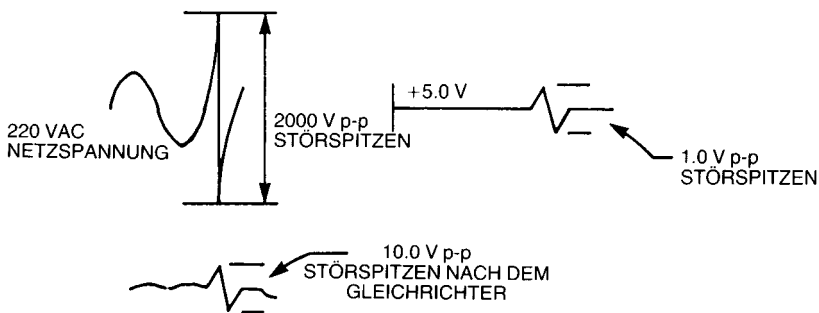 220 VAC
NETZSPANNUNG
2000 V p-p
STÖRSPITZEN
+5.0 V
1.0 V p-p
STÖRSPITZEN
10.0 V p-p
STÖRSPITZEN NACH DEM
GLEICHRICHTER